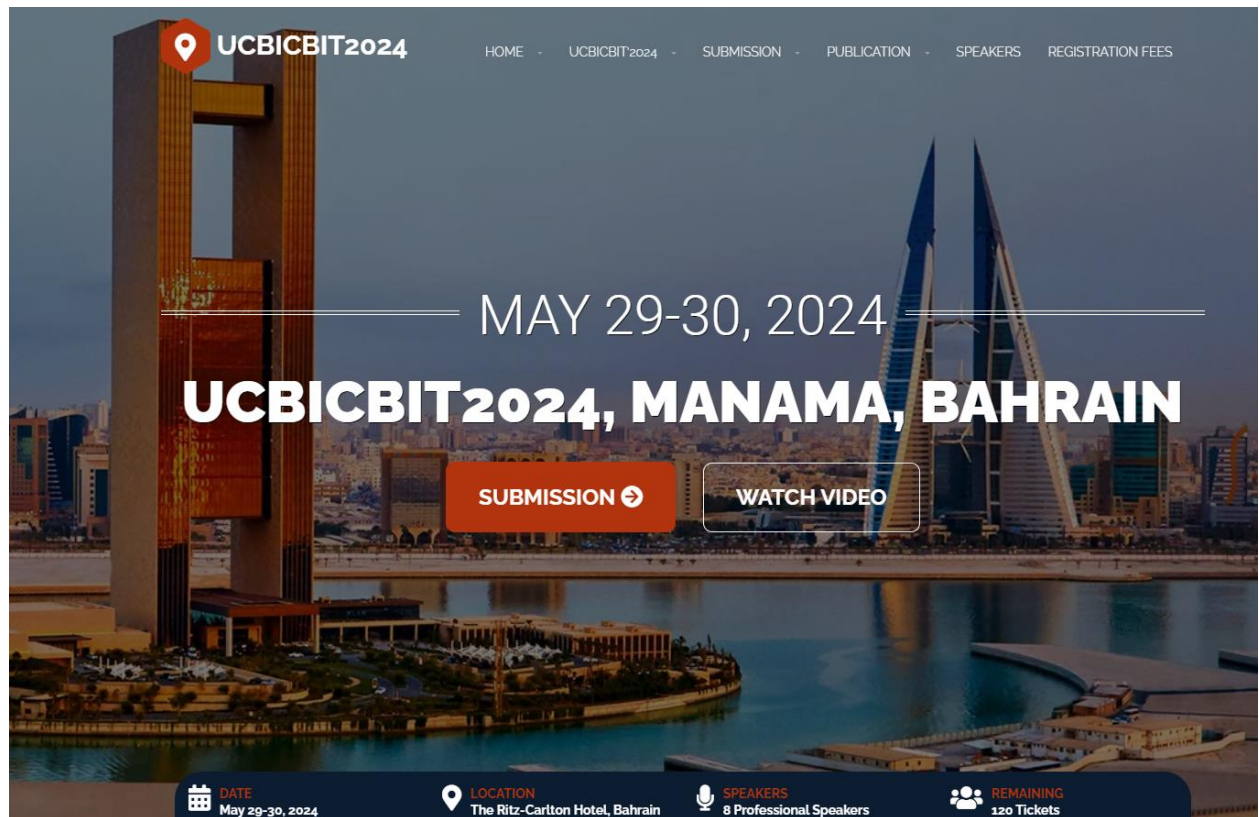 UCBICBIT2024
HOME - UCBICBIT'2024 - SUBMISSION - PUBLICATION - SPEAKERS REGISTRATION FEES
MAY 29-30, 2024
UCBICBIT2024, MANAMA, BAHRAIN
SUBMISSION WATCH VIDEO
DATE
May 29-30, 2024
LOCATION
The Ritz-Carlton Hotel, Bahrain
SPEAKERS
8 Professional Speakers
REMAINING
120 Tickets